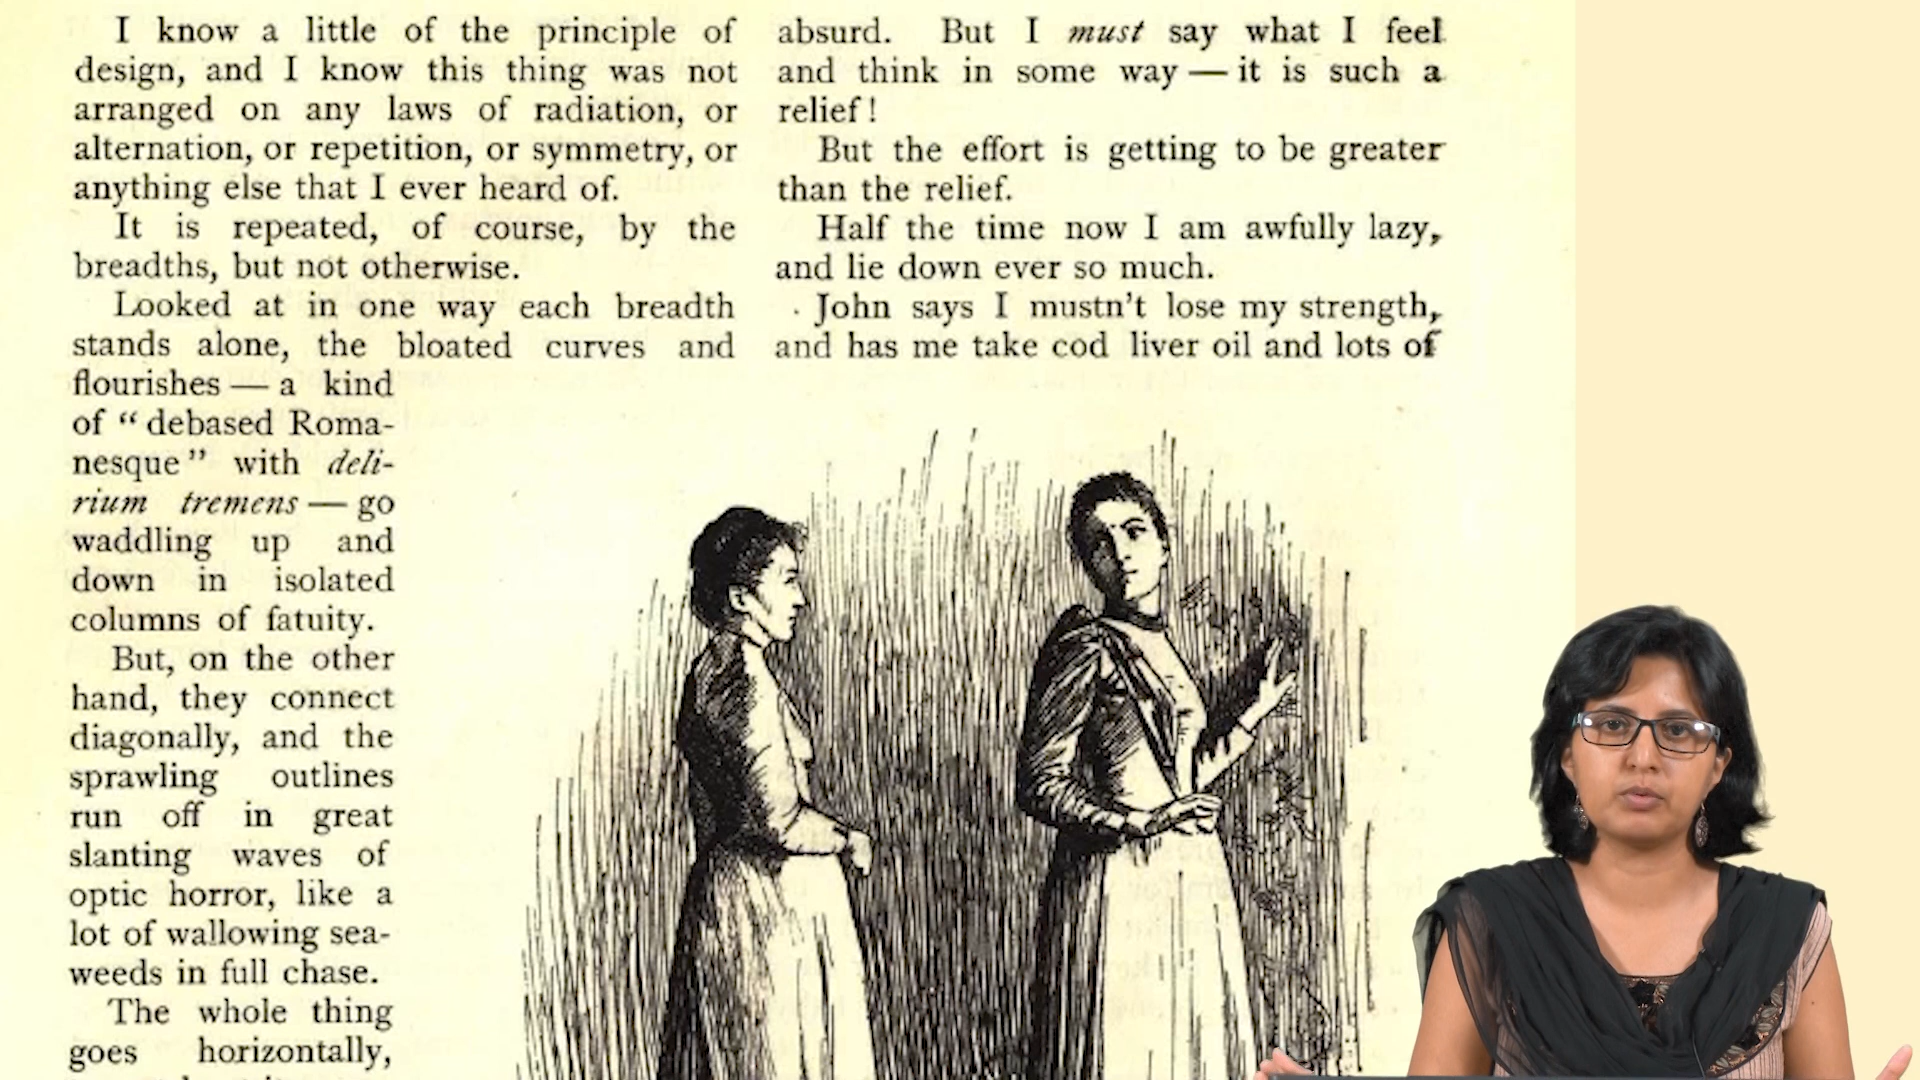 I know a little of the principle of
design, and I know this thing was not
arranged on any laws of radiation, or
alternation, or repetition, or symmetry, or
anything else that I ever heard of.
It is repeated, of course, by the
breadths, but not otherwise.
Looked at in one way each breadth
stands alone, the bloated curves and
flourishes — a kind
of “ debased Roma-
nesque ” with deli-
rium tremens — go
waddling up and
down in isolated
columns of fatuity.
But, on the other
hand, they connect
diagonally, and the
sprawling outlines
run off in great
slanting waves of
optic horror, like a
lot of wallowing sea-
weeds in full chase.
The whole thing
goes horizontally,
absurd. But I must say what I feel
and think in some way — it is such a
relief !
But the effort is getting to be greater
than the relief.
Half the time now I am awfully lazy,
and lie down ever so much.
John says I mustn't lose my strength,
and has me take cod liver oil and lots of